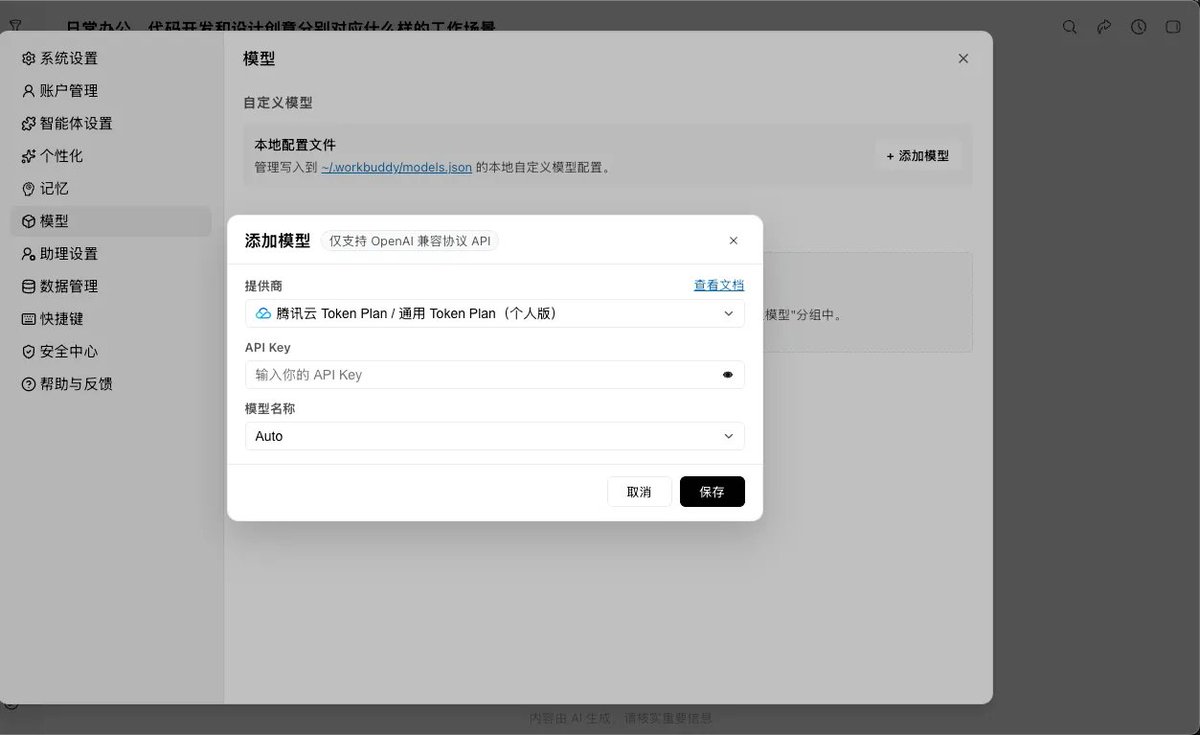 日常办公、代码开发和设计创意分别对应什么样的工作场景
系统设置
账户管理
智能体设置
个性化
记忆
模型
助理设置
数据管理
快捷键
安全中心
帮助与反馈
模型
自定义模型
本地配置文件
管理写入到 ~/.workbuddy/models.json 的本地自定义模型配置。
+ 添加模型
模型"分组中。
添加模型
仅支持 OpenAI 兼容协议 API
提供商
查看文档
腾讯云 Token Plan / 通用 Token Plan（个人版）
API Key
输入你的 API Key
模型名称
Auto
取消
保存
内容由 AI 生成，请核实重要信息